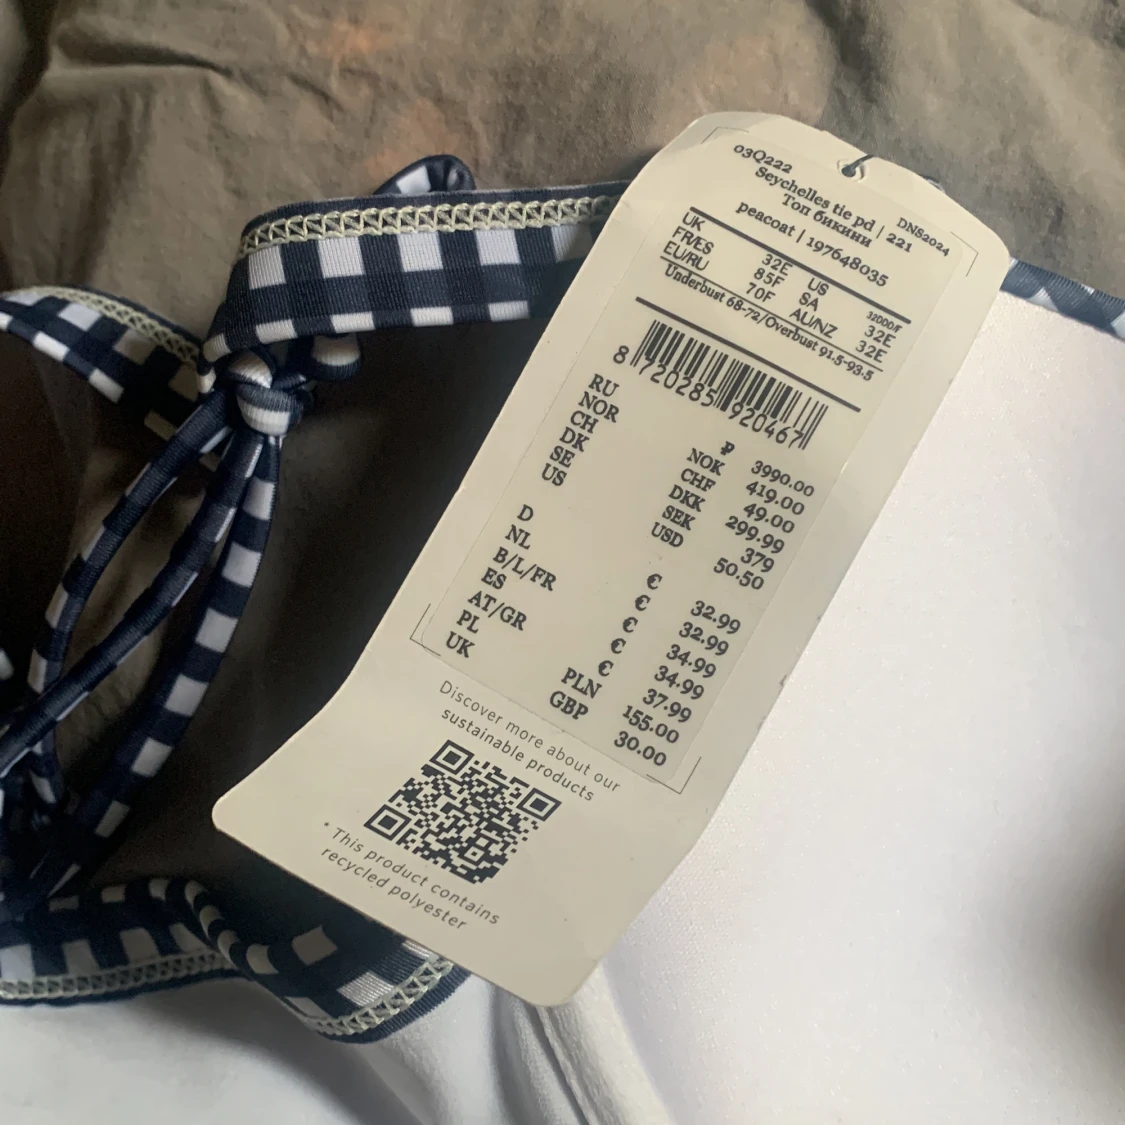 03Q222
DNS2024
Seychelles tie pd | 221
Топ бикини
peacoat | 197648035
UK 32E US 32DDD/F
FR/ES 85F SA 32E
EU/RU 70F AU/NZ 32E
Underbust 68-72/Overbust 91.5-93.5
8 720285 920467
RU ₽ 3990.00
NOR NOK 419.00
CH CHF 49.00
DK DKK 299.99
SE SEK 379
US USD 50.50
D € 32.99
NL € 32.99
B/L/FR € 34.99
ES € 34.99
AT/GR € 37.99
PL PLN 155.00
UK GBP 30.00
Discover more about our
sustainable products
* This product contains
recycled polyester